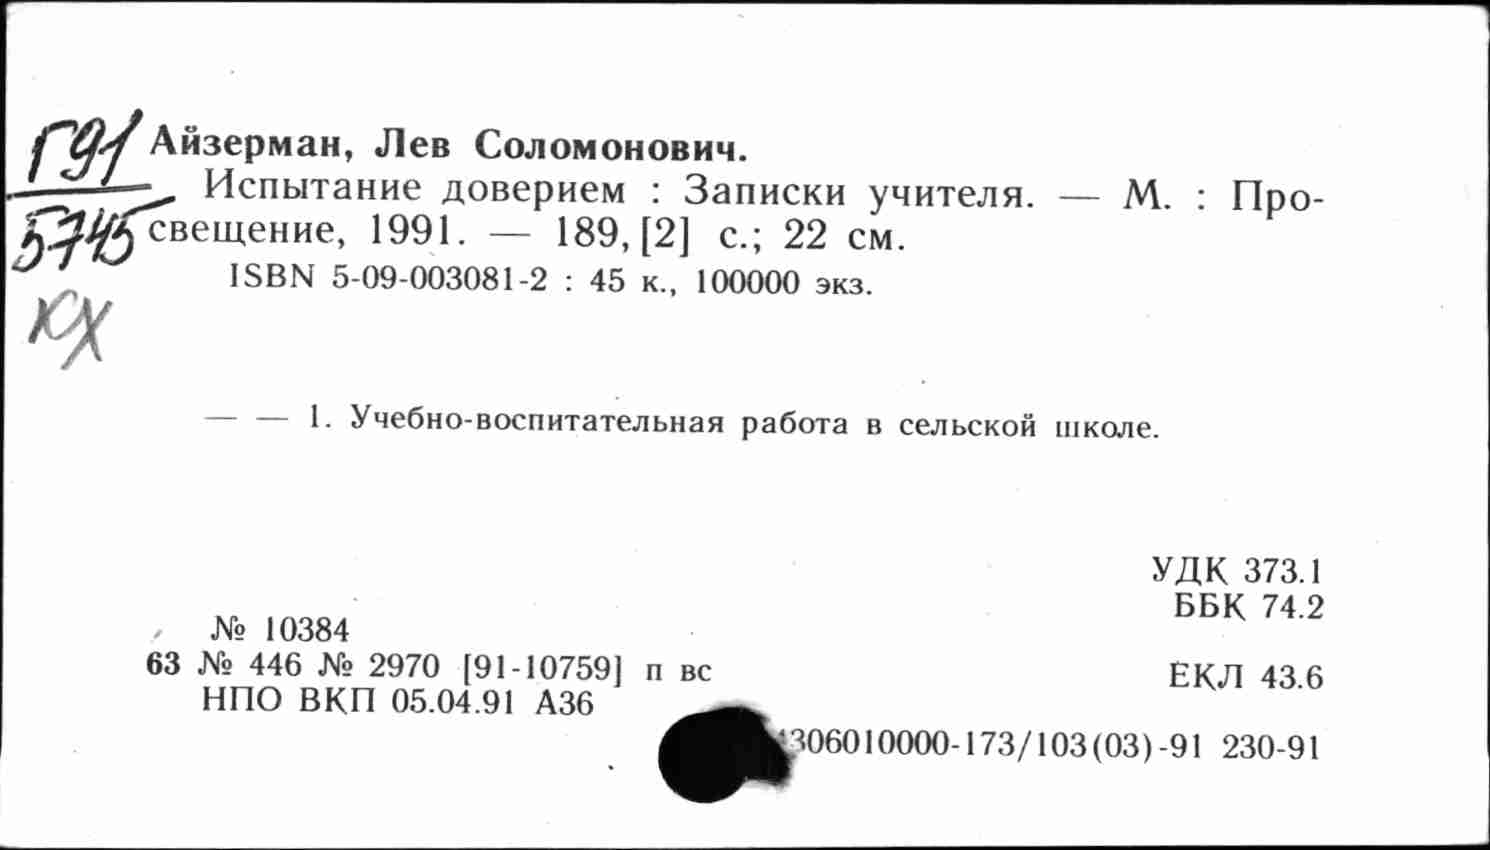 Г91
5745
КХ
Айзерман, Лев Соломонович.
Испытание доверием : Записки учителя. — М. : Про-
свещение, 1991. — 189, [2] с.; 22 см.
ISBN 5-09-003081-2 : 45 к., 100000 экз.
— — 1. Учебно-воспитательная работа в сельской школе.
УДК 373.1
ББК 74.2
№ 10384
63 № 446 № 2970 [91-10759] п вс
ЕКЛ 43.6
НПО ВКП 05.04.91 А36
306010000-173/103(03)-91 230-91